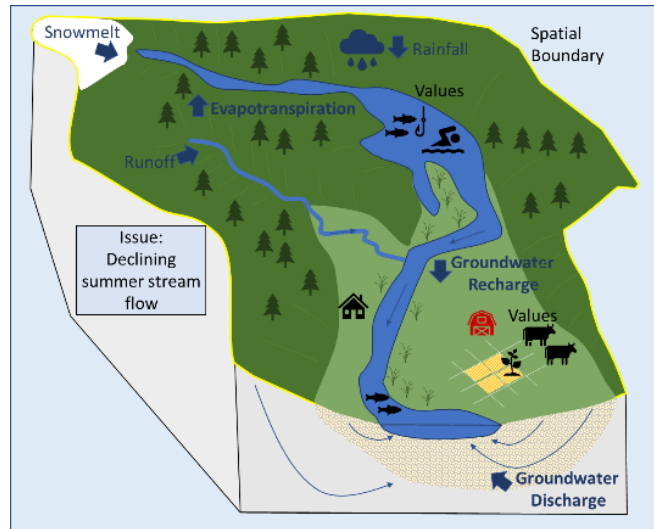 Snowmelt
Rainfall
Spatial
Boundary
Values
Evapotranspiration
Runoff
Issue:
Declining
summer stream
flow
Groundwater
Recharge
Values
Groundwater
Discharge